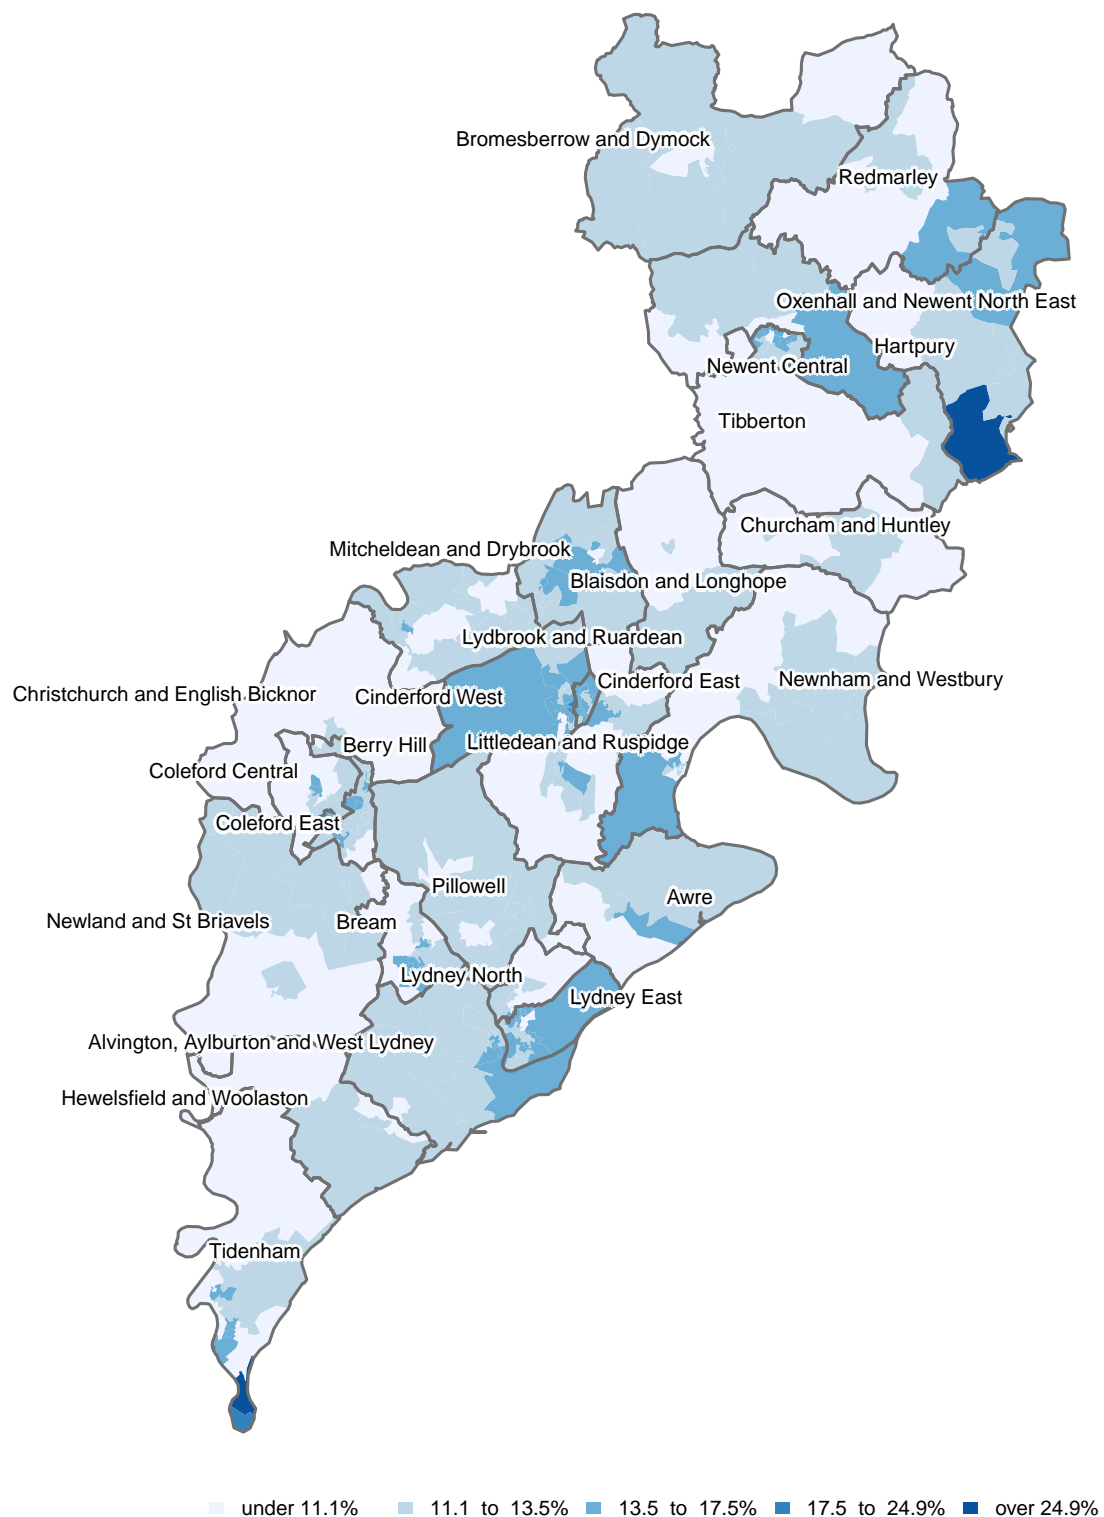 Bromesberrow and Dymock
Redmarley
Oxenhall and Newent North East
Hartpury
Newent Central
Tibberton
Churcham and Huntley
Mitcheldean and Drybrook
Blaisdon and Longhope
Lydbrook and Ruardean
Cinderford East
Newnham and Westbury
Christchurch and English Bicknor
Cinderford West
Littledean and Ruspidge
Berry Hill
Coleford Central
Coleford East
Pillowell
Awre
Newland and St Briavels
Bream
Lydney North
Lydney East
Alvington, Aylburton and West Lydney
Hewelsfield and Woolaston
Tidenham
under 11.1% 11.1 to 13.5% 13.5 to 17.5% 17.5 to 24.9% over 24.9%